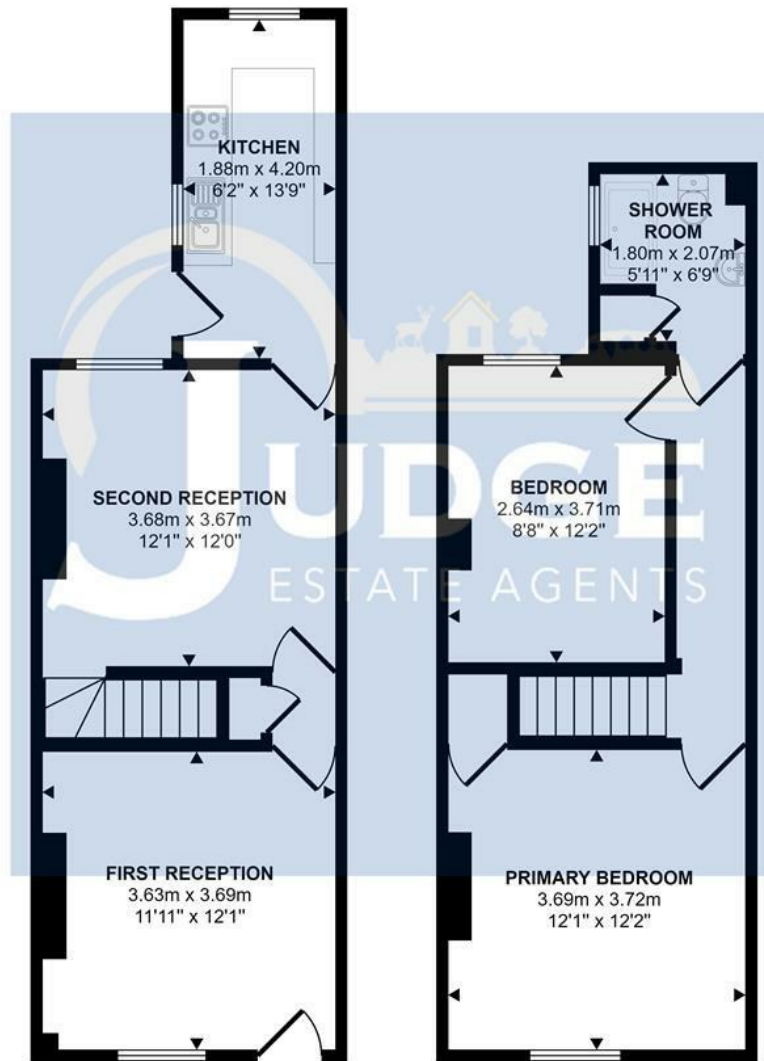 KITCHEN
1.88m x 4.20m
6'2" x 13'9"
SHOWER
ROOM
1.80m x 2.07m
5'11" x 6'9"
SECOND RECEPTION
3.68m x 3.67m
12'1" x 12'0"
BEDROOM
2.64m x 3.71m
8'8" x 12'2"
JUDGE
ESTATE AGENTS
FIRST RECEPTION
3.63m x 3.69m
11'11" x 12'1"
PRIMARY BEDROOM
3.69m x 3.72m
12'1" x 12'2"